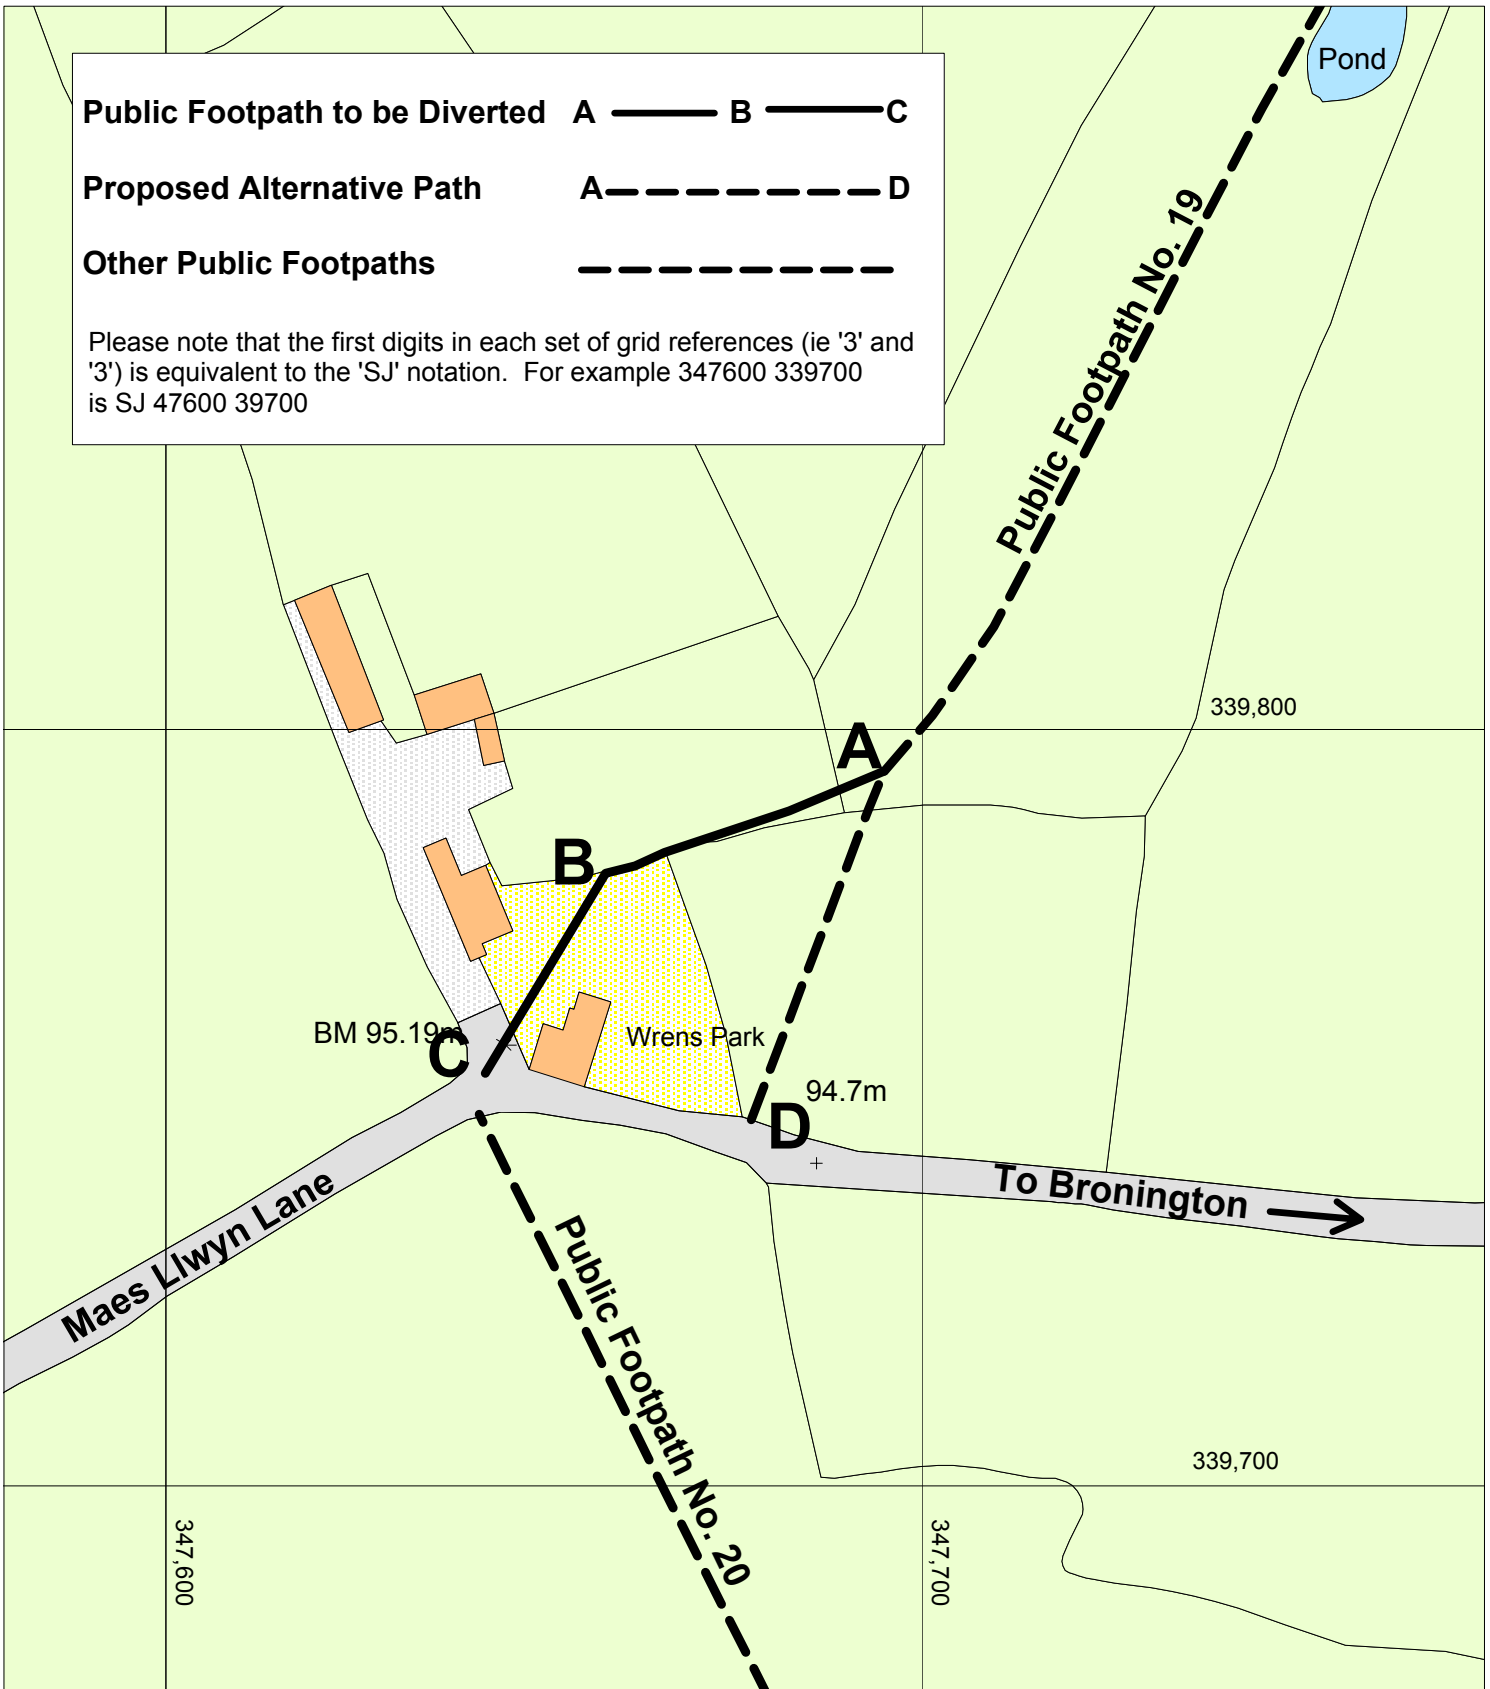 Public Footpath to be Diverted A B C
Proposed Alternative Path A D
Other Public Footpaths
Please note that the first digits in each set of grid references (ie '3' and
'3') is equivalent to the 'SJ' notation. For example 347600 339700
is SJ 47600 39700
Pond
Public Footpath No. 19
339,800
A
B
BM 95.19m
C
Wrens Park
94.7m
D
To Bronington
Maes Llwyn Lane
Public Footpath No. 20
339,700
347,600
347,700